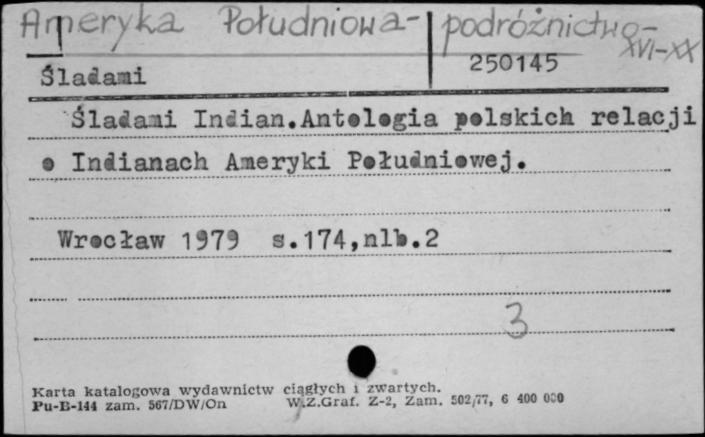 Ameryka Południowa-podróżnictwo-XVI-XX
Śladami
250145
Śladami Indian.Antologia polskich relacji
o Indianach Ameryki Południowej.
Wrocław 1979 s.174,nlb.2
3
Karta katalogowa wydawnictw ciągłych i zwartych.
Pu-B-144 zam. 567/DW/On W.Z.Graf. Z-2, Zam. 502/77, 6 400 000